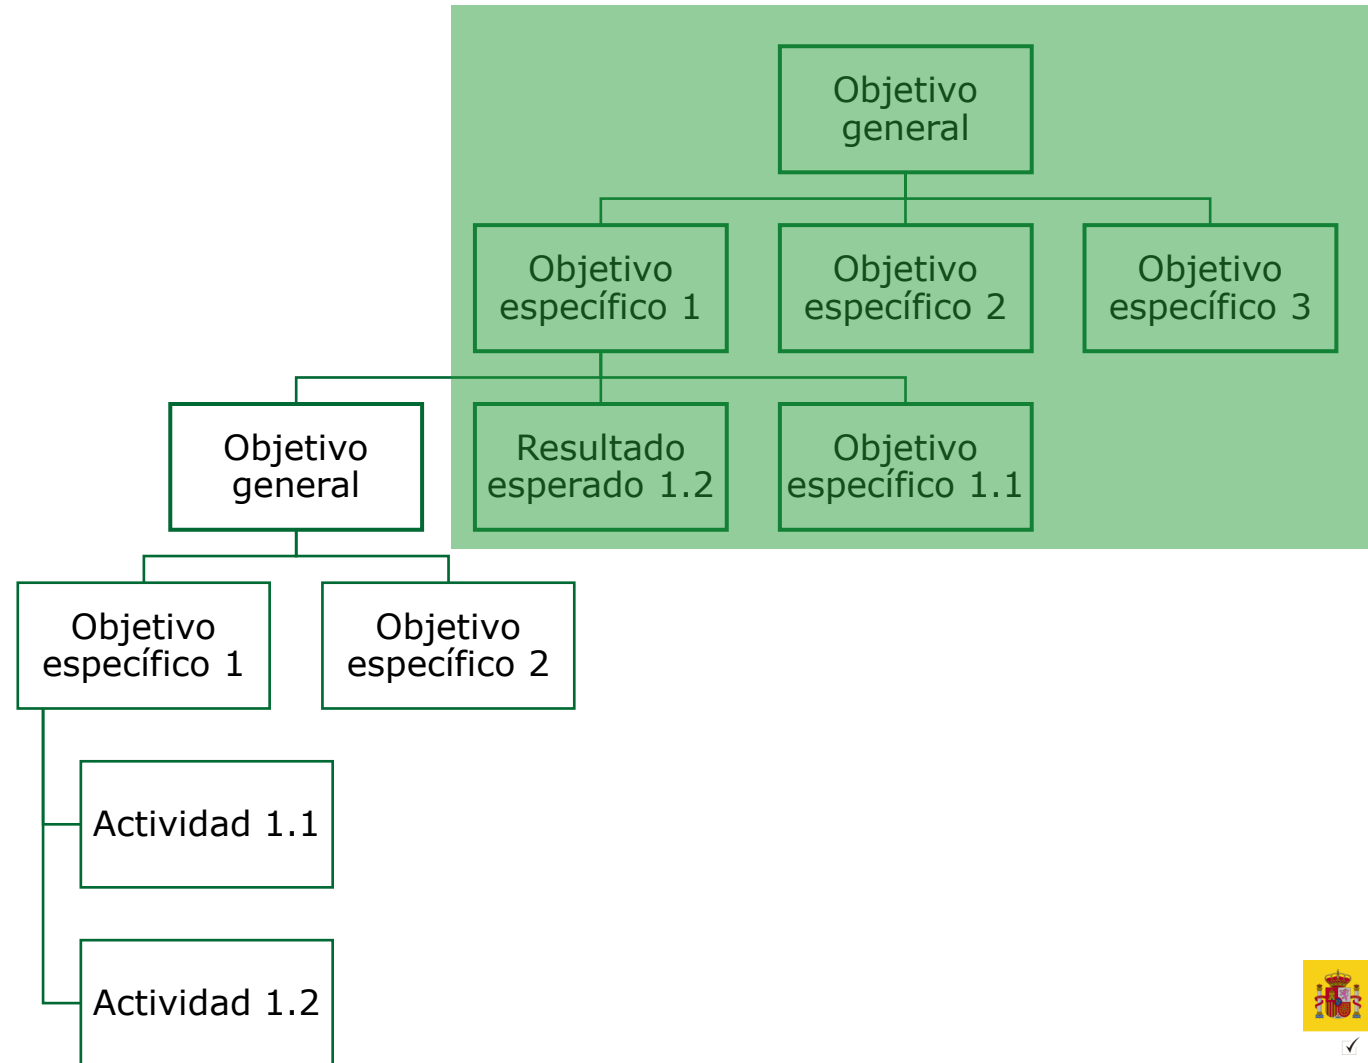 Objetivo
general
Objetivo
específico 1
Objetivo
específico 2
Objetivo
específico 3
Objetivo
general
Resultado
esperado 1.2
Objetivo
específico 1.1
Objetivo
específico 1
Objetivo
específico 2
Actividad 1.1
Actividad 1.2